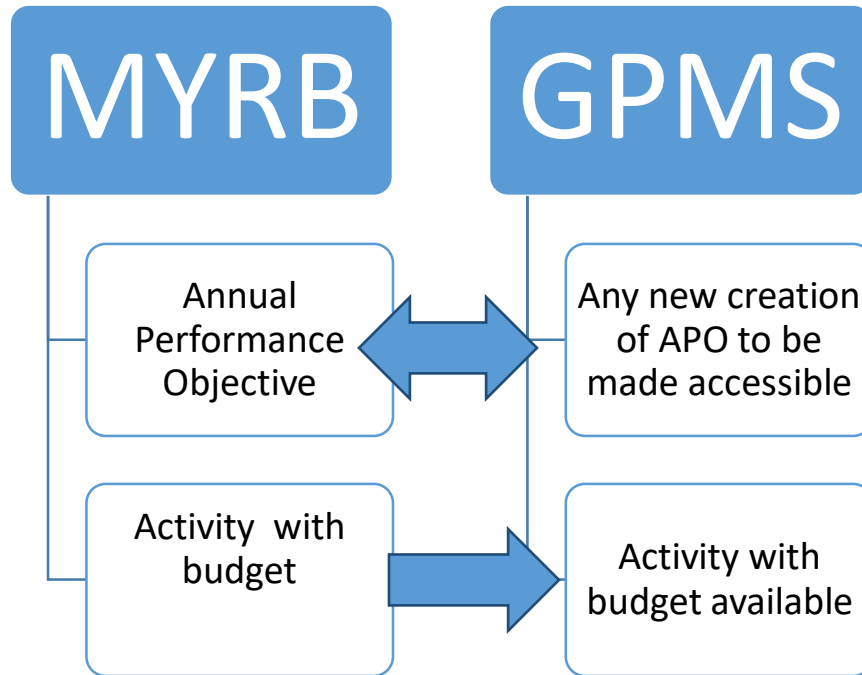 MYRB
GPMS
Annual
Performance
Objective
Any new creation
of APO to be
made accessible
Activity with
budget
Activity with
budget available